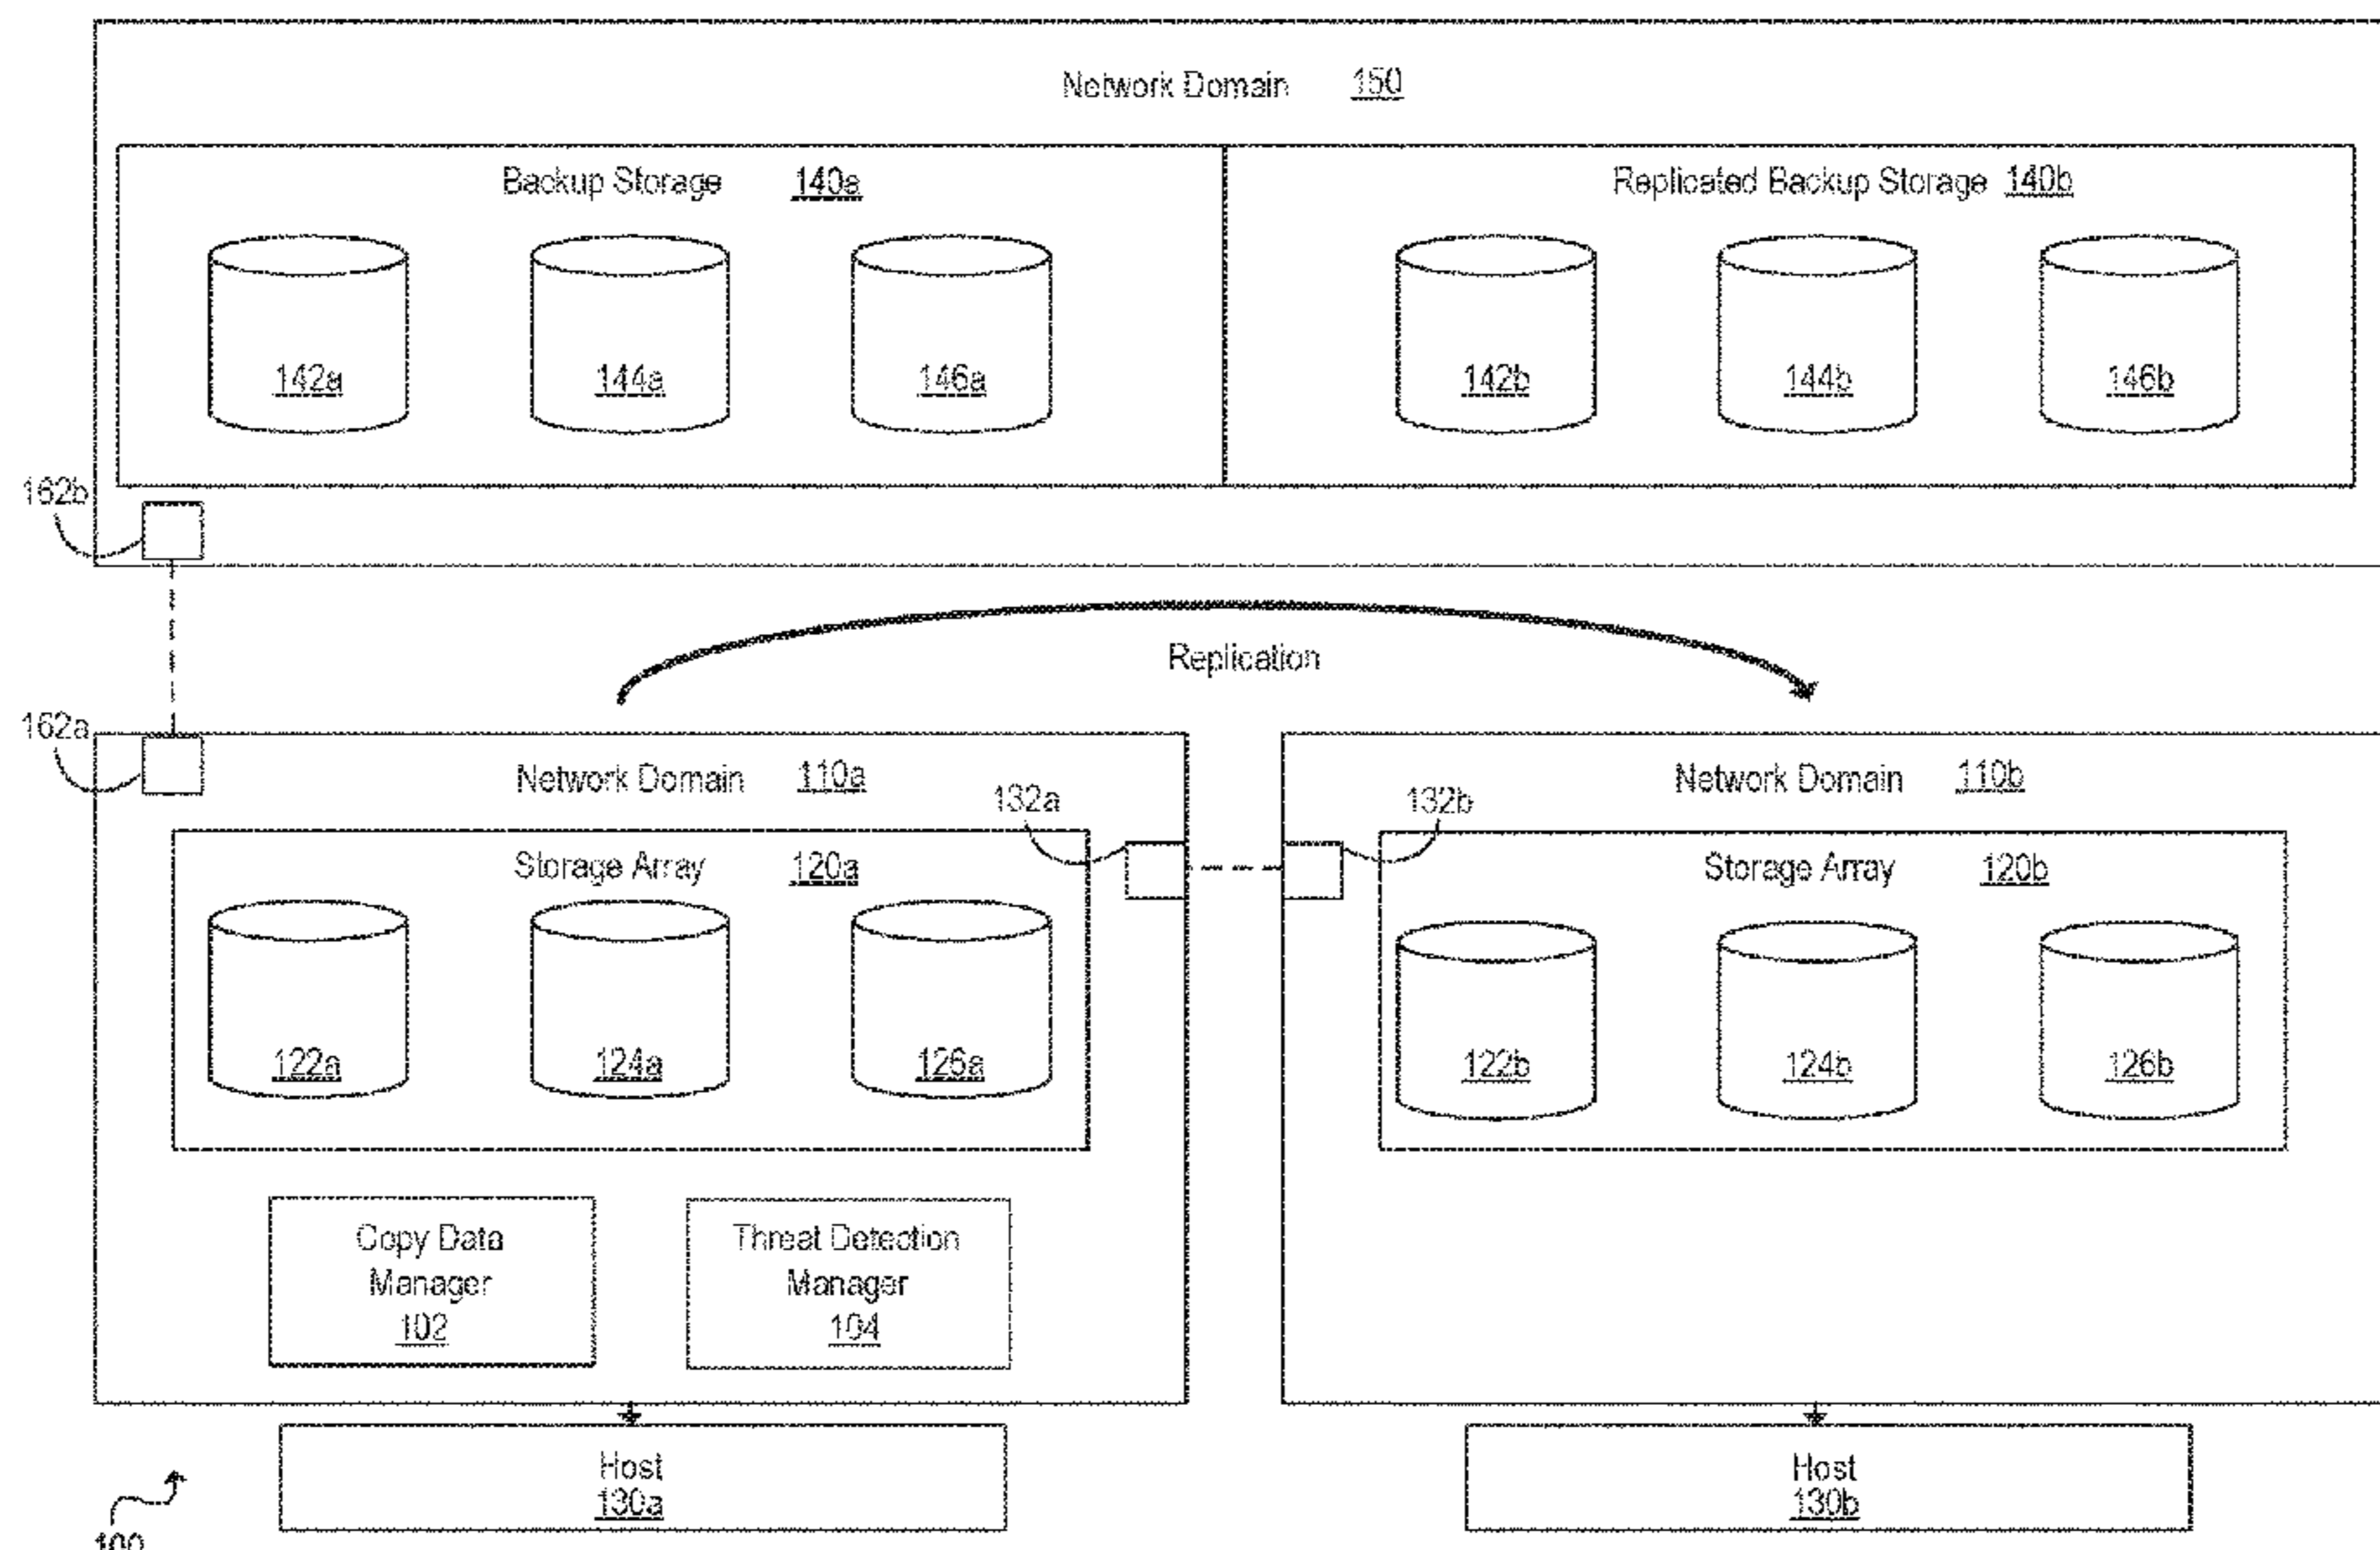 Network Domain 150
Backup Storage 140a
Replicated Backup Storage 140b
142a
144a
146a
142b
144b
146b
162b
Replication
162a
Network Domain 110a
132a
Network Domain 110b
132b
Storage Array 120a
Storage Array 120b
122a
124a
126a
122b
124b
126b
Copy Data
Manager
102
Threat Detection
Manager
104
Host
130a
Host
130b
100